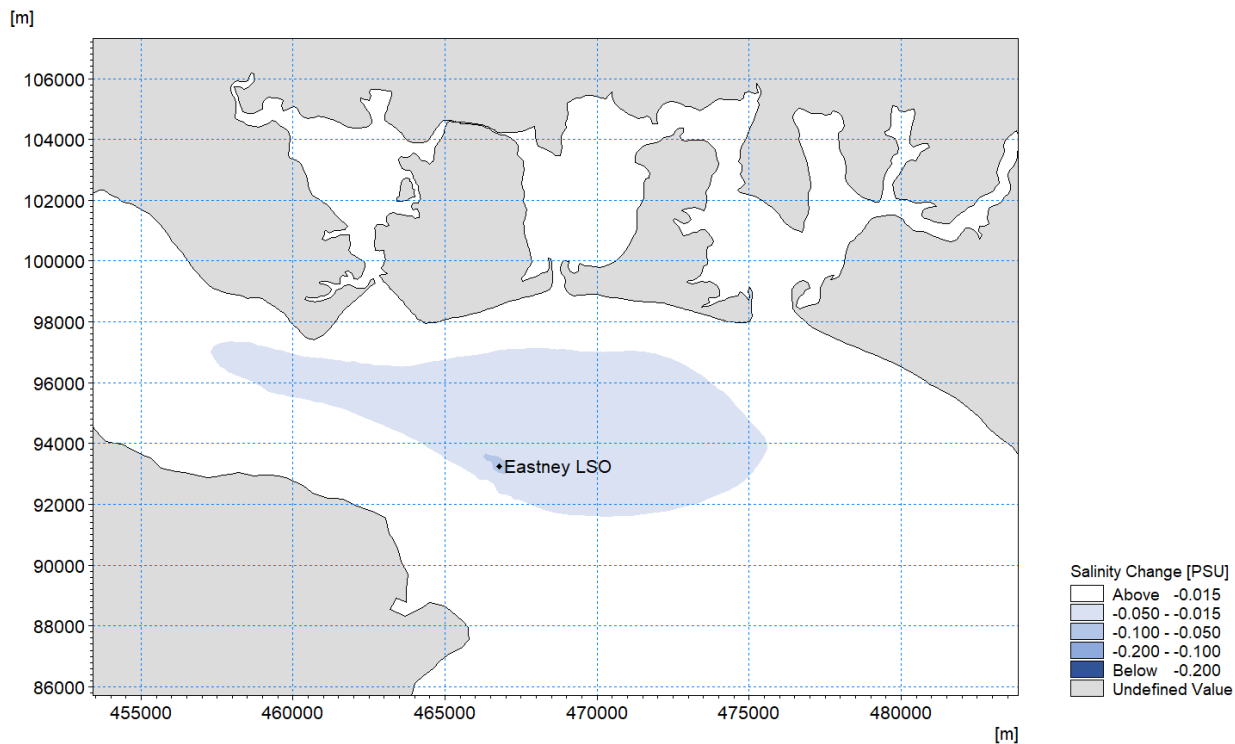 [m]
106000
104000
102000
100000
98000
96000
94000
92000
90000
88000
86000
Eastney LSO
455000 460000 465000 470000 475000 480000
[m]
Salinity Change [PSU]
Above -0.015
-0.050 - -0.015
-0.100 - -0.050
-0.200 - -0.100
Below -0.200
Undefined Value